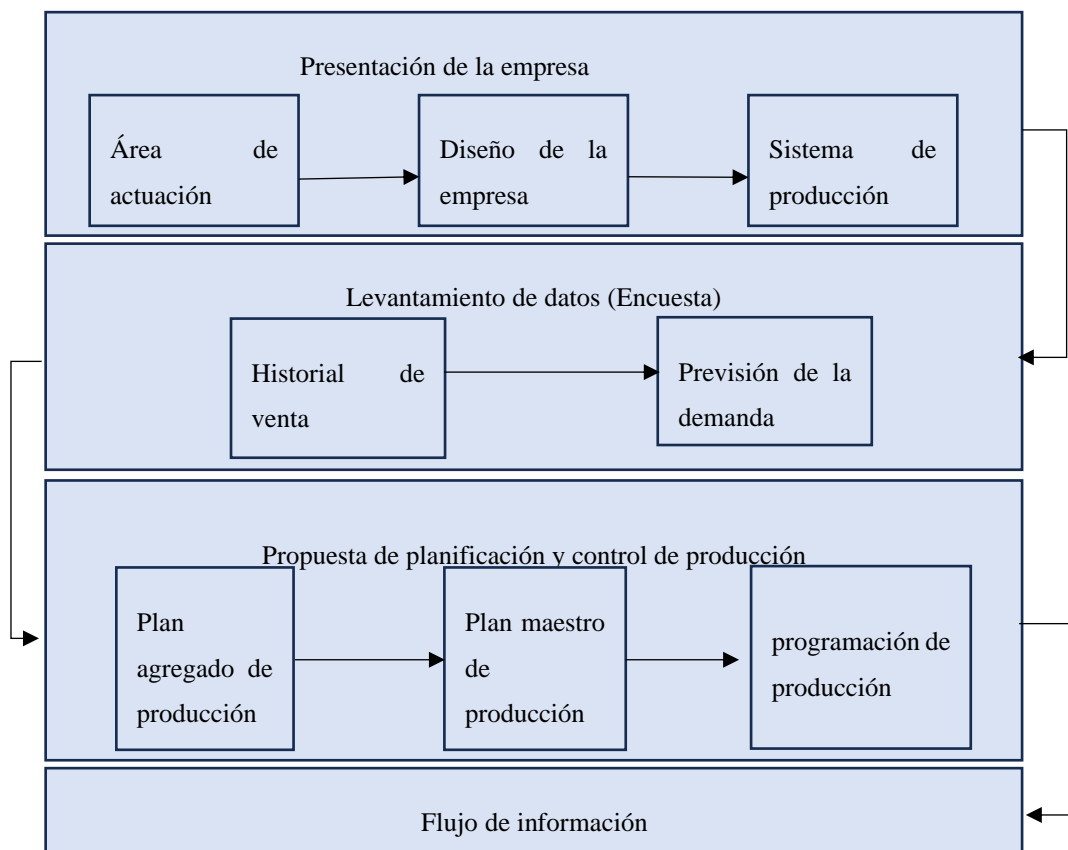 Presentación de la empresa
Área de
actuación
Diseño de la
empresa
Sistema de
producción
Levantamiento de datos (Encuesta)
Historial de
venta
Previsión de la
demanda
Propuesta de planificación y control de producción
Plan
agregado de
producción
Plan maestro
de
producción
programación de
producción
Flujo de información